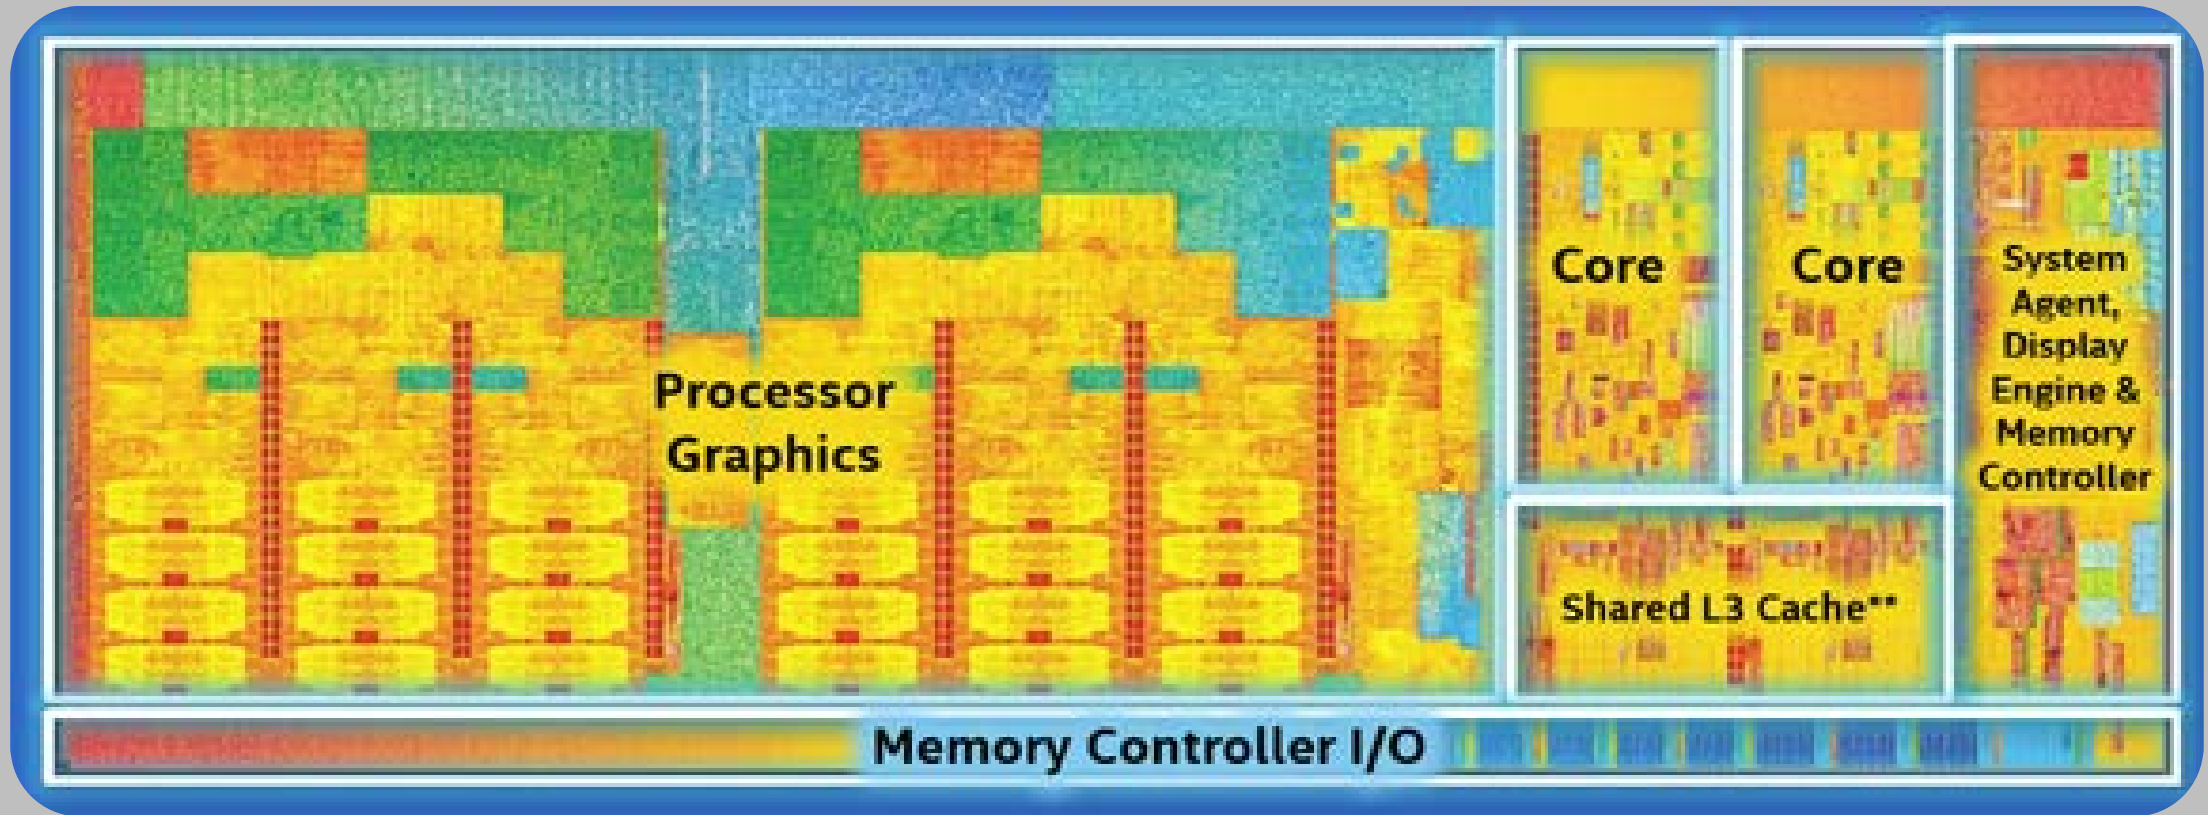 Processor
Graphics
Core
Core
System
Agent,
Display
Engine &
Memory
Controller
Shared L3 Cache**
Memory Controller I/O